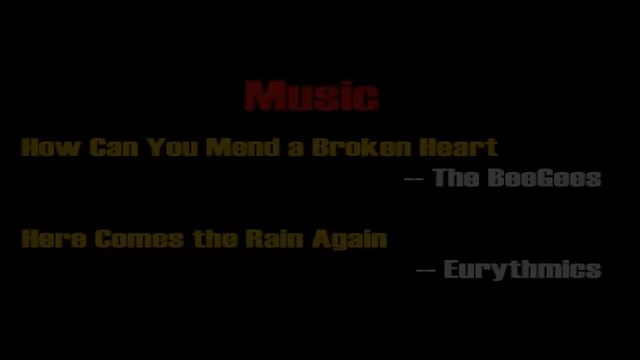 Music
How Can You Mend a Broken Heart
-- The BeeGees
Here Comes the Rain Again
-- Eurythmics